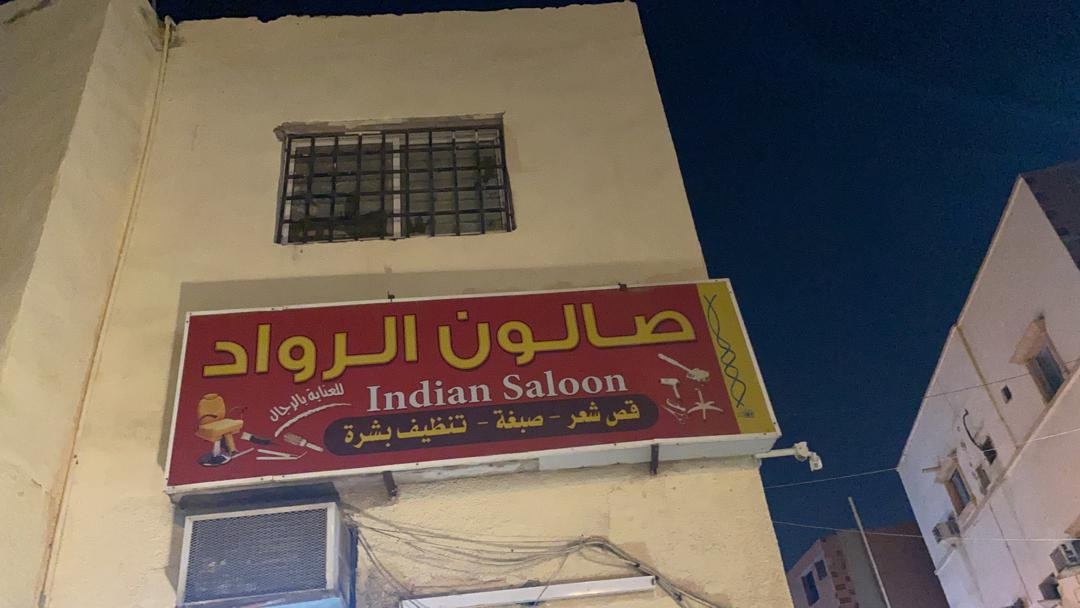 صالون الرواد
Indian Saloon
للعناية بالرجال
قص شعر - صبغة - تنظيف بشرة